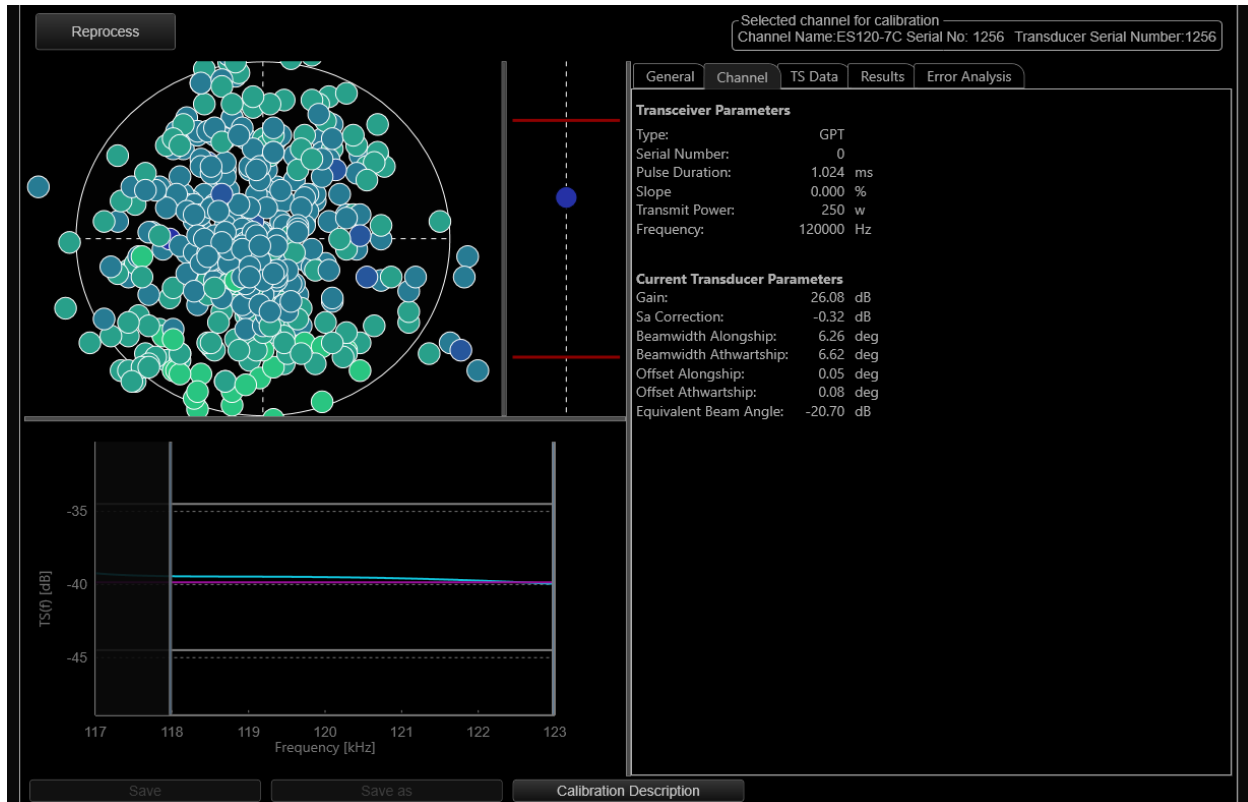 Reprocess
Selected channel for calibration
Channel Name:ES120-7C Serial No: 1256 Transducer Serial Number:1256
General Channel TS Data Results Error Analysis
Transceiver Parameters
Type: GPT
Serial Number: 0
Pulse Duration: 1.024 ms
Slope 0.000 %
Transmit Power: 250 w
Frequency: 120000 Hz
Current Transducer Parameters
Gain: 26.08 dB
Sa Correction: -0.32 dB
Beamwidth Alongship: 6.26 deg
Beamwidth Athwartship: 6.62 deg
Offset Alongship: 0.05 deg
Offset Athwartship: 0.08 deg
Equivalent Beam Angle: -20.70 dB
TS(f) [dB]
-35
-40
-45
117 118 119 120 121 122 123
Frequency [kHz]
Save Save as Calibration Description